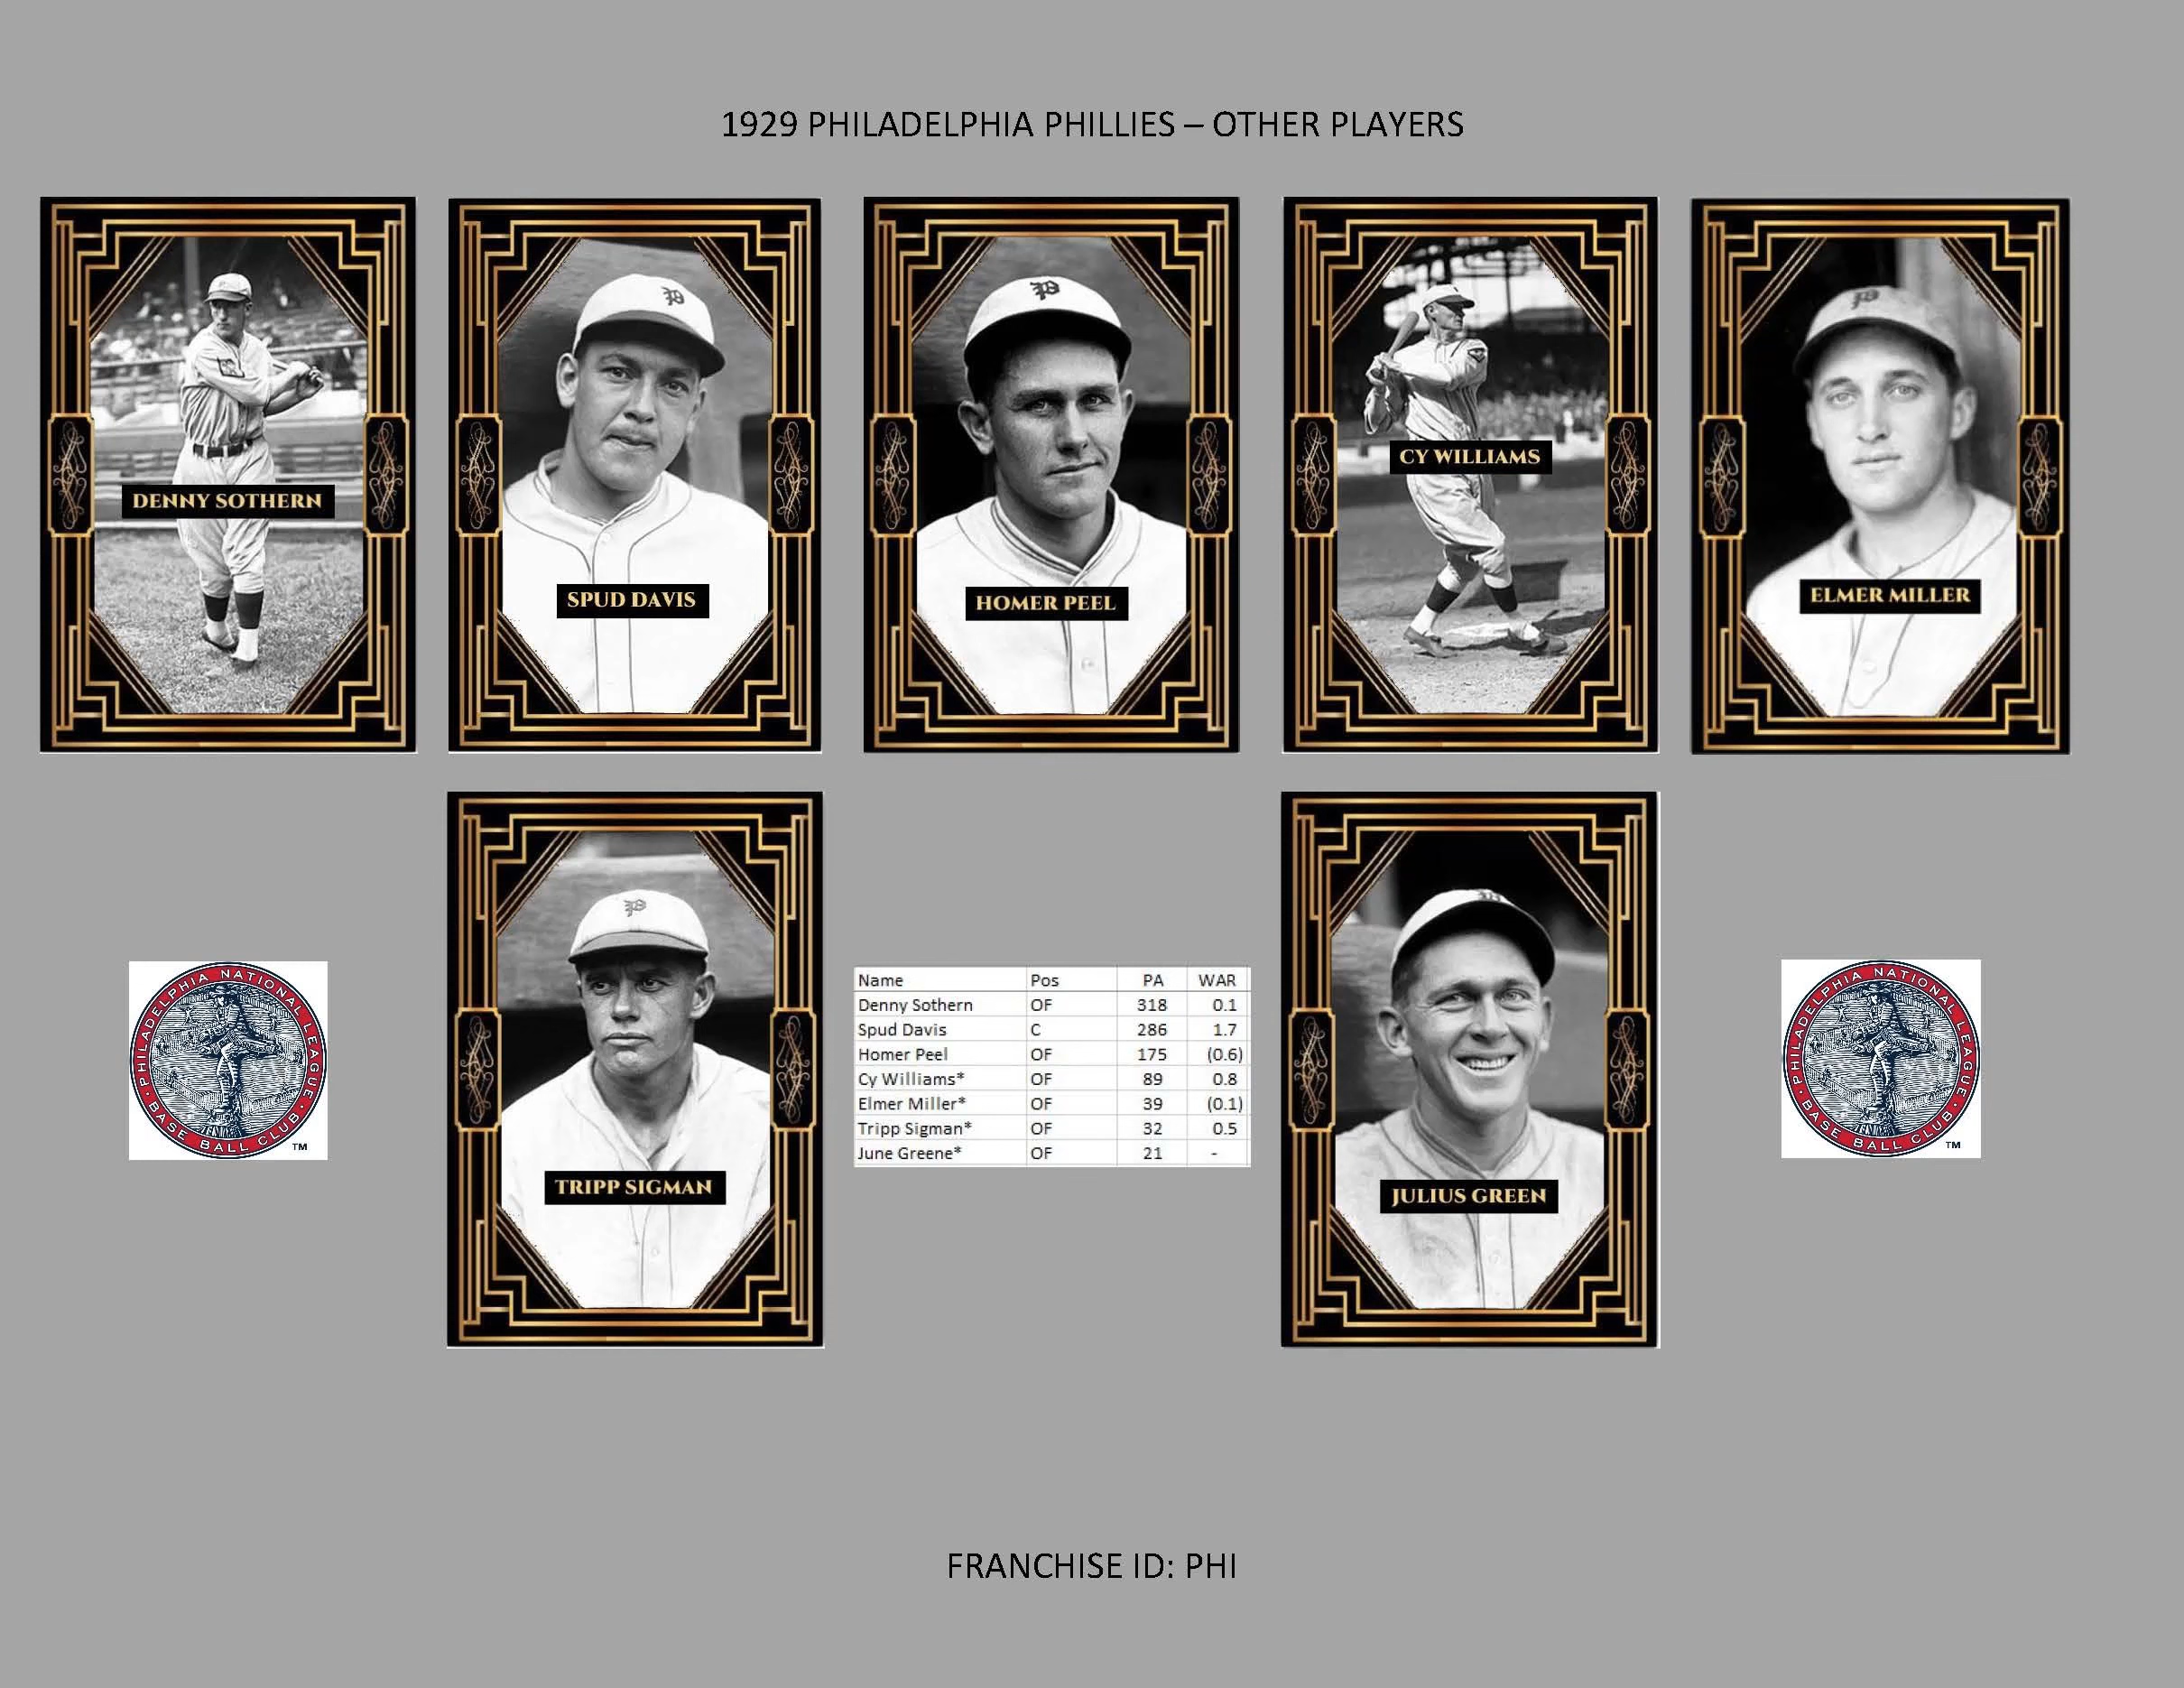 1929 PHILADELPHIA PHILLIES – OTHER PLAYERS
DENNY SOTHERN
SPUD DAVIS
HOMER PEEL
CY WILLIAMS
ELMER MILLER
PHILADELPHIA NATIONAL LEAGUE
BASE BALL CLUB
TM
TRIPP SIGMAN
Name Pos PA WAR
Denny Sothern OF 318 0.1
Spud Davis C 286 1.7
Homer Peel OF 175 (0.6)
Cy Williams* OF 89 0.8
Elmer Miller* OF 39 (0.1)
Tripp Sigman* OF 32 0.5
June Greene* OF 21 -
JULIUS GREEN
PHILADELPHIA NATIONAL LEAGUE
BASE BALL CLUB
TM
FRANCHISE ID: PHI